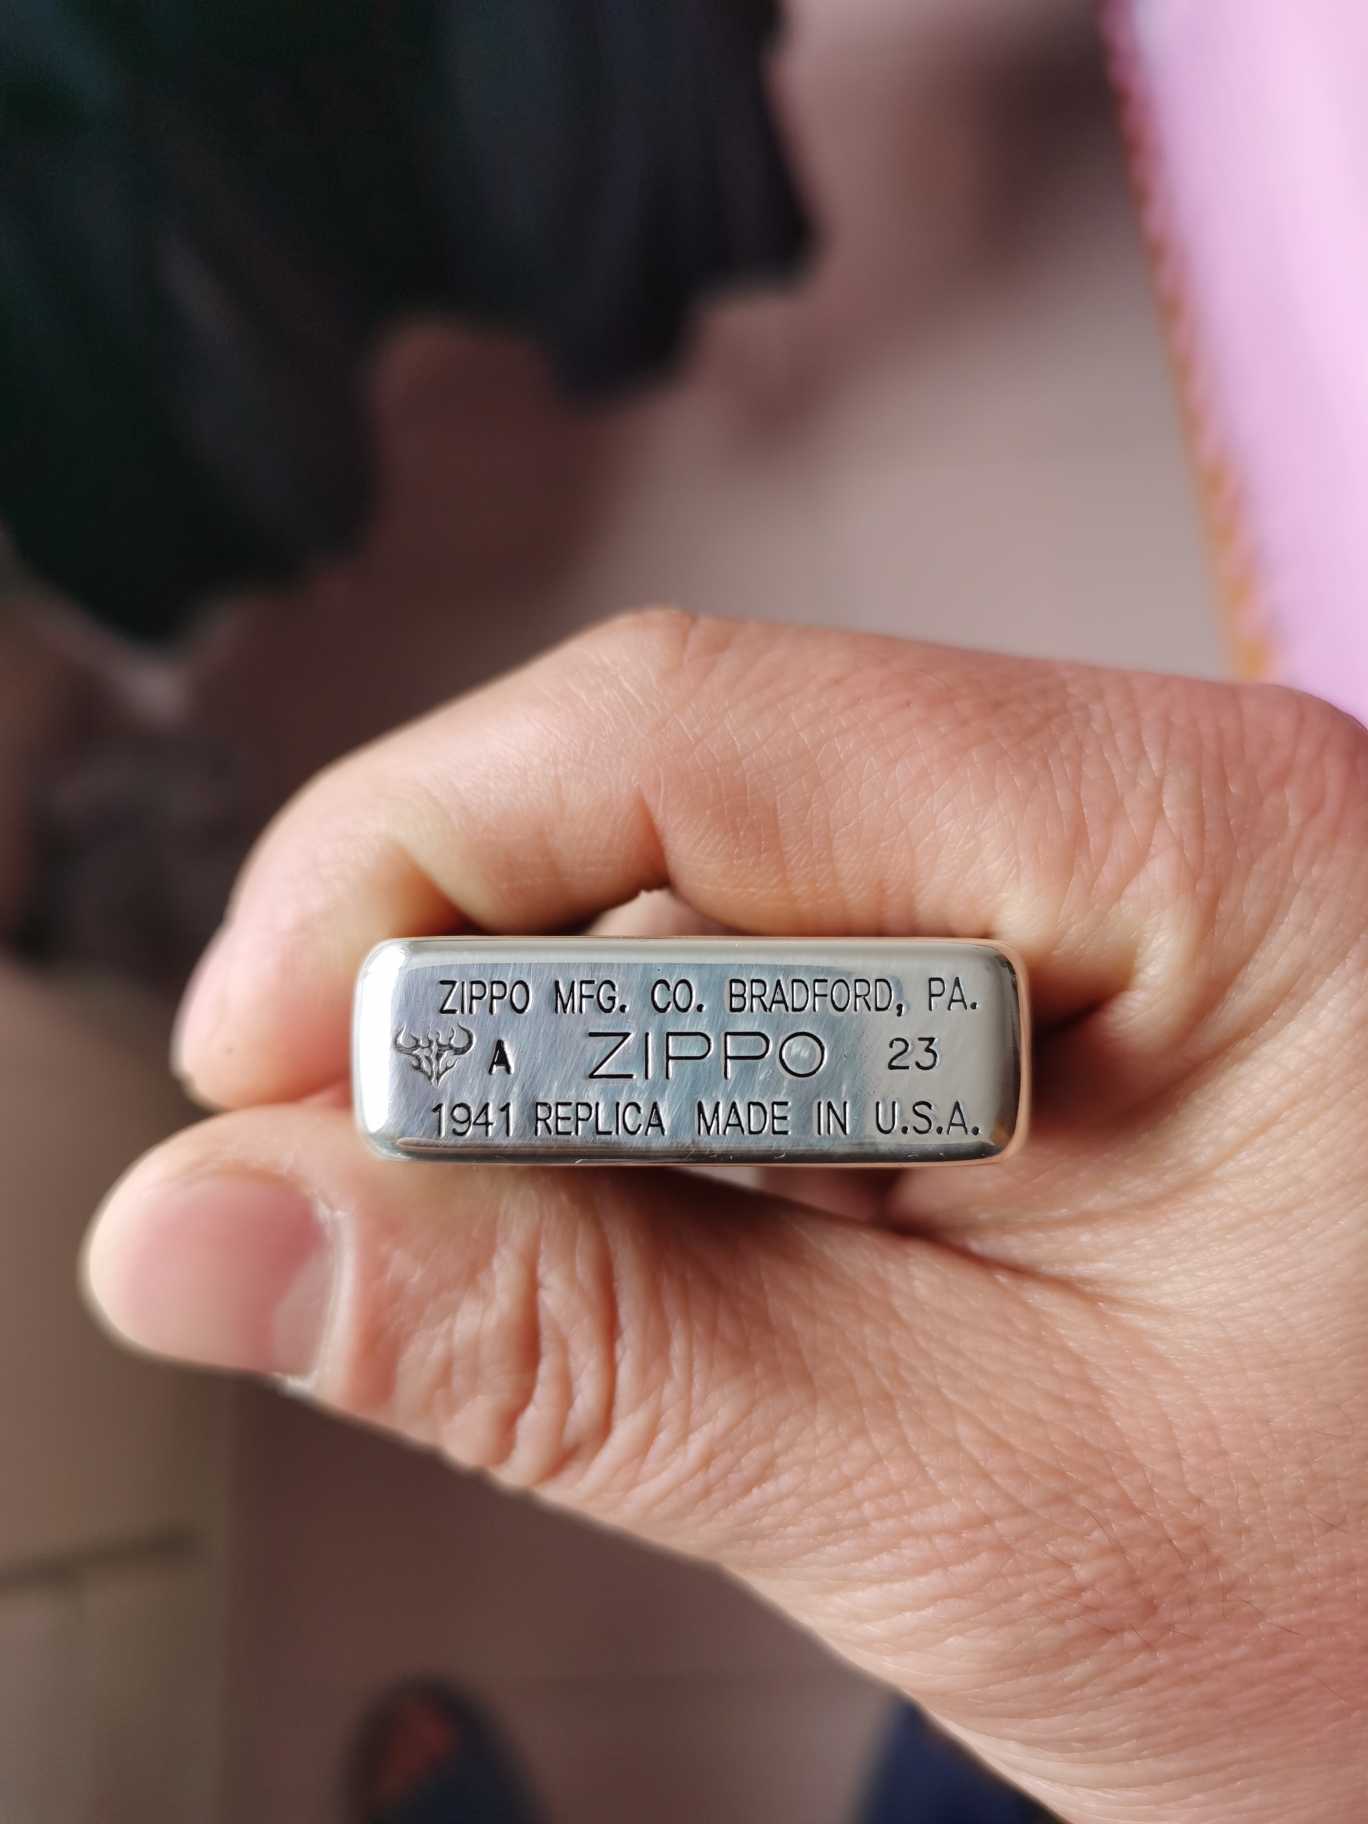 ZIPPO MFG. CO. BRADFORD, PA.
A ZIPPO 23
1941 REPLICA MADE IN U.S.A.